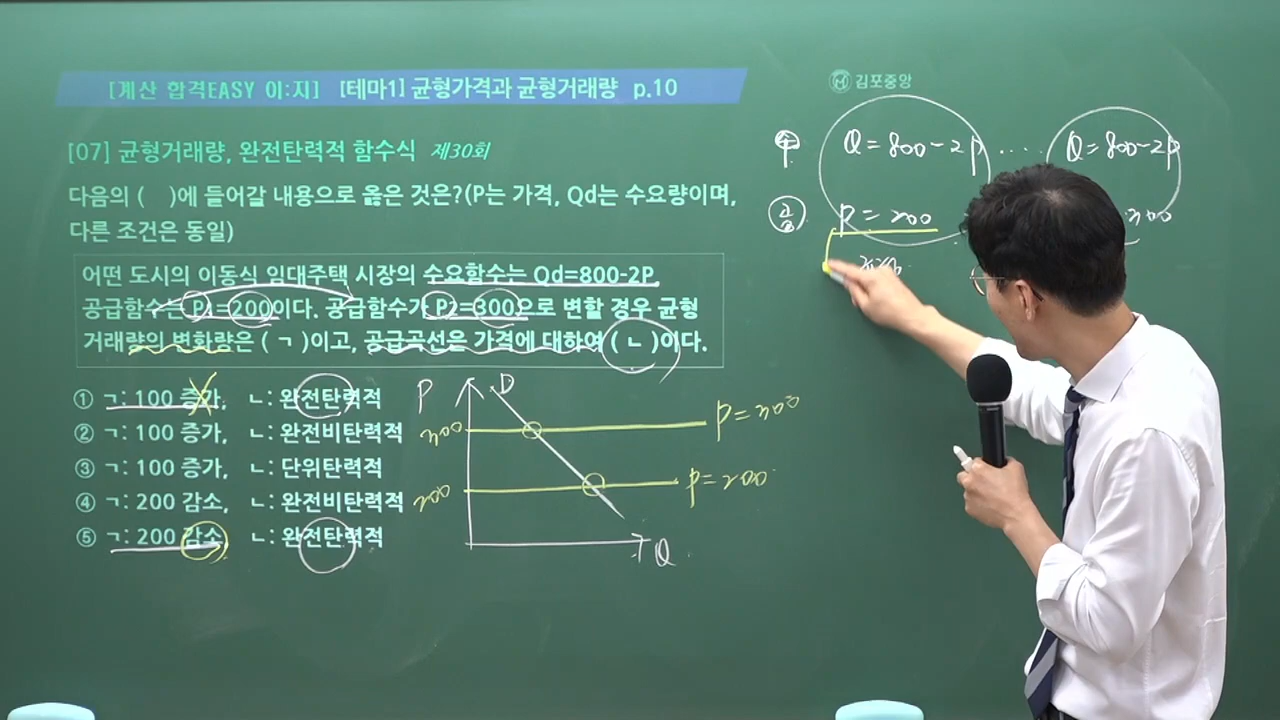 [계산 합격EASY 이:지] [테마1] 균형가격과 균형거래량 p.10
김포중앙
[07] 균형거래량, 완전탄력적 함수식 제30회
다음의 ( )에 들어갈 내용으로 옳은 것은?(P는 가격, Qd는 수요량이며,
다른 조건은 동일)
어떤 도시의 이동식 임대주택 시장의 수요함수는 Qd=800-2P,
공급함수는 P1=200이다. 공급함수가 P2=300으로 변할 경우 균형
거래량의 변화량은 ( ㄱ )이고, 공급곡선은 가격에 대하여 ( ㄴ )이다.
① ㄱ: 100 증가, ㄴ: 완전탄력적
② ㄱ: 100 증가, ㄴ: 완전비탄력적
③ ㄱ: 100 증가, ㄴ: 단위탄력적
④ ㄱ: 200 감소, ㄴ: 완전비탄력적
⑤ ㄱ: 200 감소, ㄴ: 완전탄력적
P D
300 P=300
200 P=200
Q
수 Q=800-2P ···· Q=800-2P
공 P=200 300